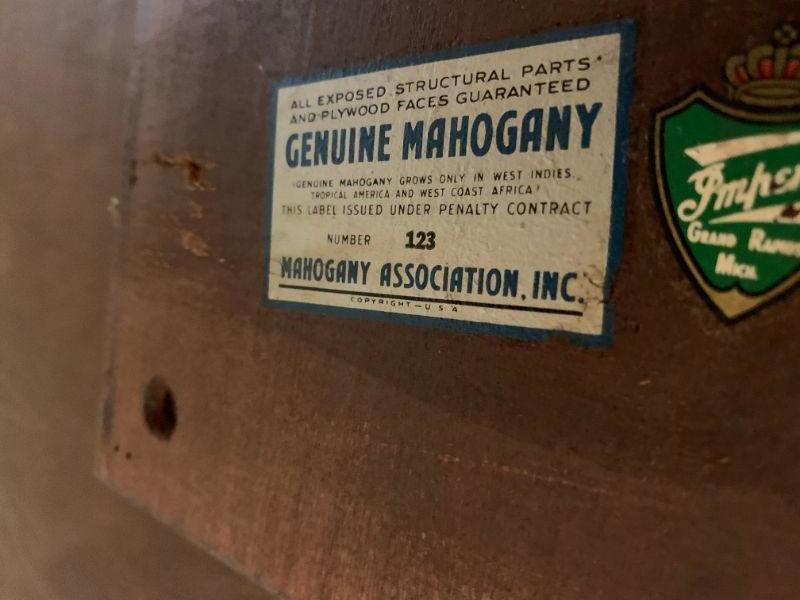 ALL EXPOSED STRUCTURAL PARTS
AND PLYWOOD FACES GUARANTEED
GENUINE MAHOGANY
"GENUINE MAHOGANY GROWS ONLY IN WEST INDIES,
TROPICAL AMERICA AND WEST COAST AFRICA"
THIS LABEL ISSUED UNDER PENALTY CONTRACT
NUMBER 123
MAHOGANY ASSOCIATION, INC.
COPYRIGHT—U S A
GRAND
MICH.